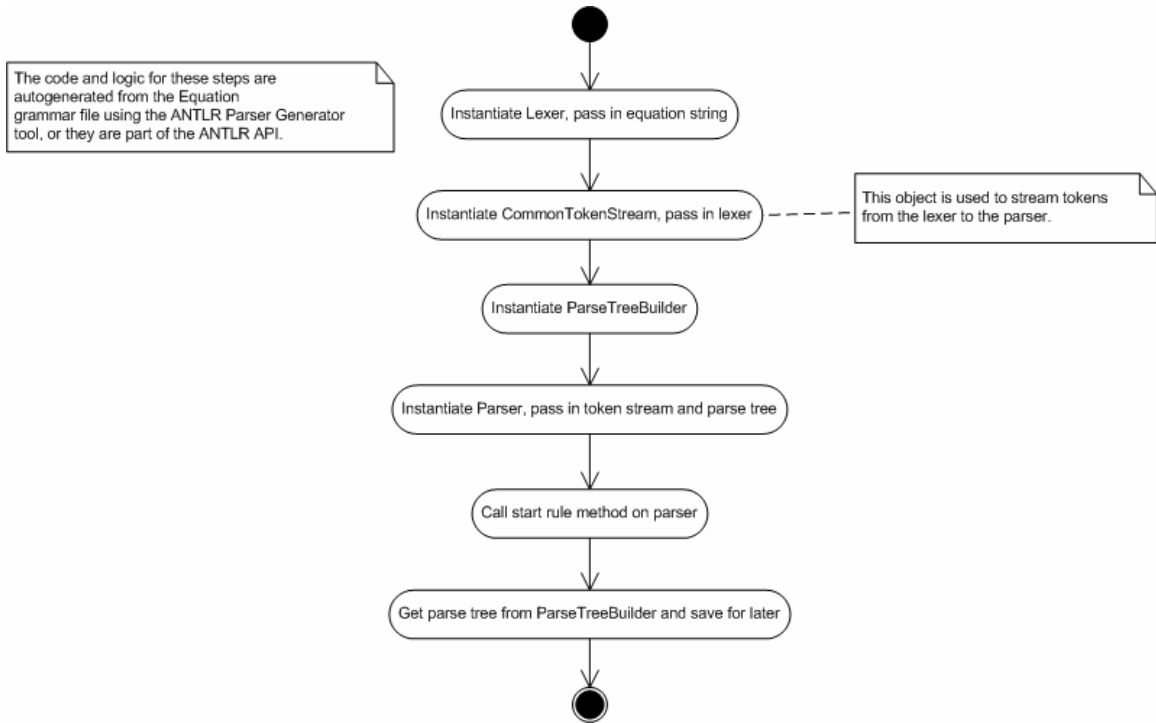 The code and logic for these steps are
autogenerated from the Equation
grammar file using the ANTLR Parser Generator
tool, or they are part of the ANTLR API.
Instantiate Lexer, pass in equation string
Instantiate CommonTokenStream, pass in lexer
This object is used to stream tokens
from the lexer to the parser.
Instantiate ParseTreeBuilder
Instantiate Parser, pass in token stream and parse tree
Call start rule method on parser
Get parse tree from ParseTreeBuilder and save for later